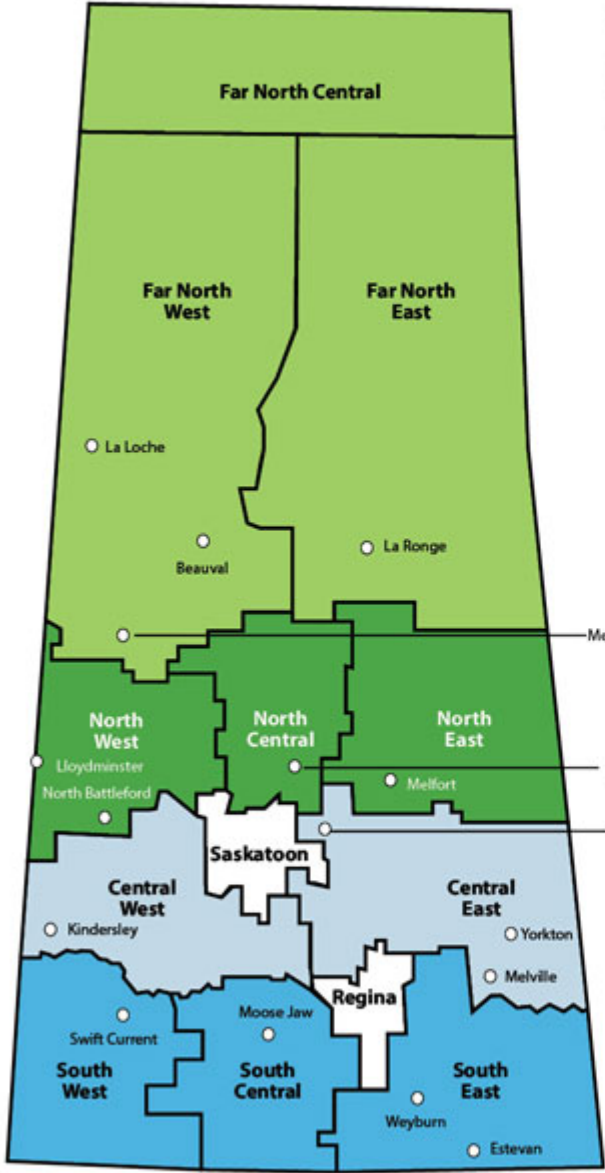 Far North Central
Far North
West
Far North
East
La Loche
Beauval
La Ronge
Me
North
West
North
Central
North
East
Lloydminster
North Battleford
Melfort
Saskatoon
Central
West
Central
East
Kindersley
Yorkton
Melville
Regina
Moose Jaw
Swift Current
South
West
South
Central
South
East
Weyburn
Estevan